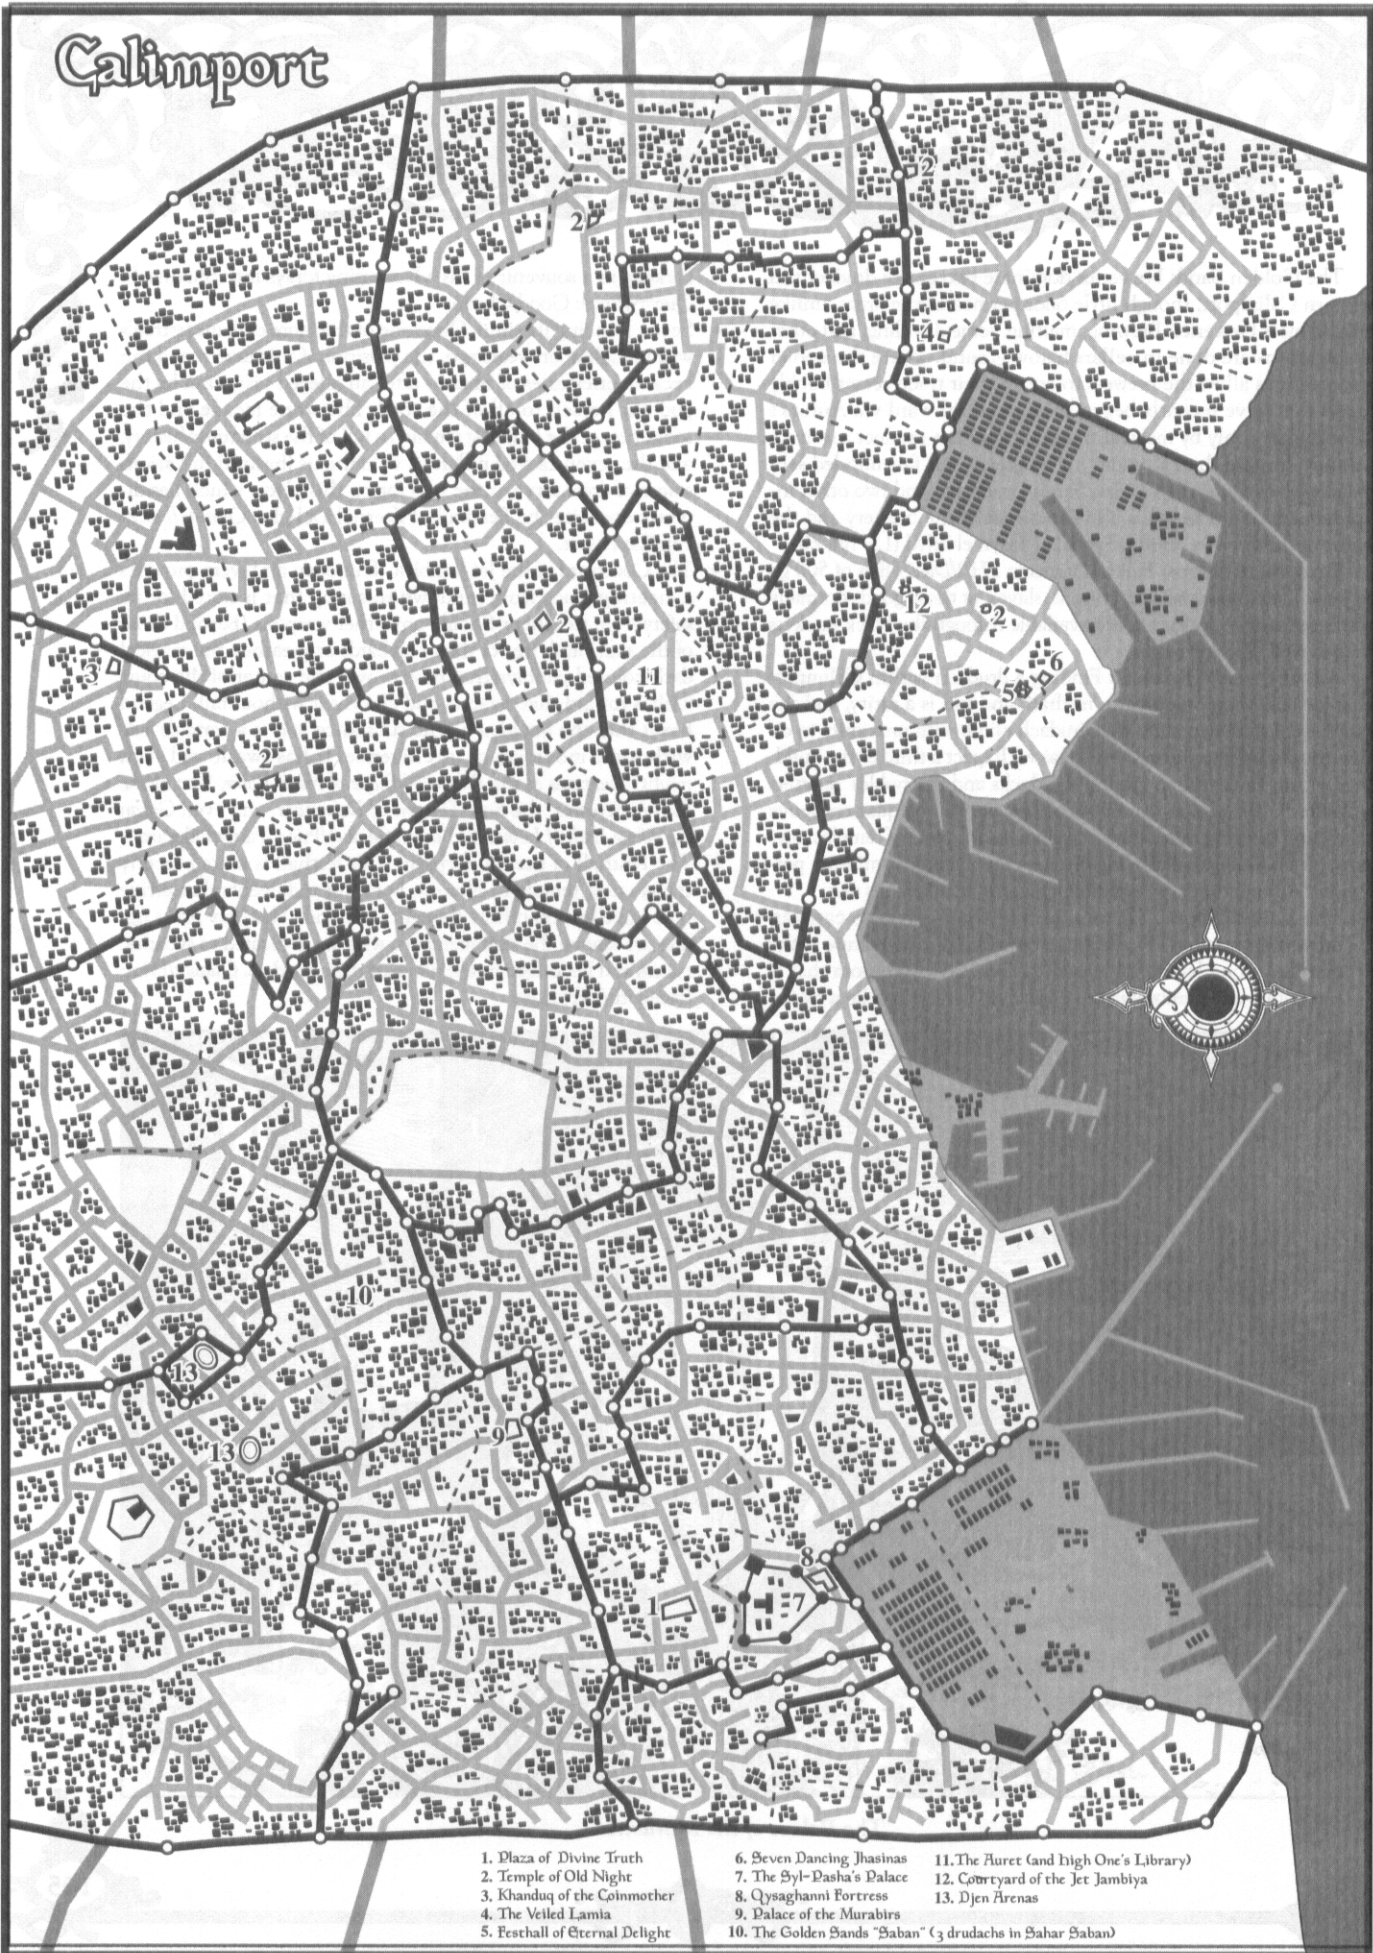 Calimport
2
2
4
12
2
2
6
3
11
5
2
10
13
13
9
8
7
1
1. Plaza of Divine Truth
2. Temple of Old Night
3. Khanduq of the Coinmother
4. The Veiled Lamia
5. Festhall of Eternal Delight
6. Seven Dancing Jhasinas
7. The Syl-Pasha's Palace
8. Qysaghanni Fortress
9. Palace of the Murabirs
10. The Golden Sands "Saban" (3 drudachs in Sahar Saban)
11. The Auret (and High One's Library)
12. Courtyard of the Jet Jambiya
13. Djen Arenas